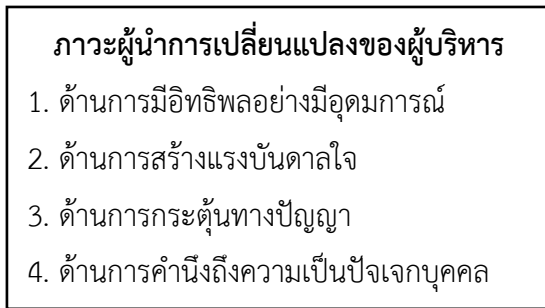 ภาวะผู้นำการเปลี่ยนแปลงของผู้บริหาร
1. ด้านการมีอิทธิพลอย่างมีอุดมการณ์
2. ด้านการสร้างแรงบันดาลใจ
3. ด้านการกระตุ้นทางปัญญา
4. ด้านการคำนึงถึงความเป็นปัจเจกบุคคล